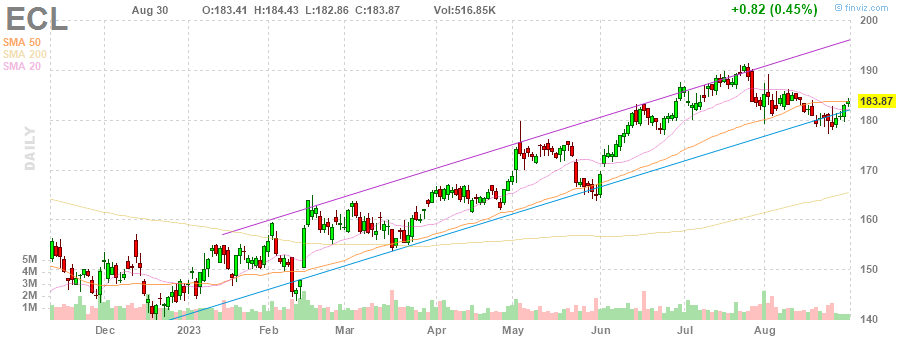 ECL Aug 30 O:183.41 H:184.43 L:182.86 C:183.87 Vol:516.85K +0.82 (0.45%) © finviz.com
SMA 50
SMA 200
SMA 20
DAILY
200
190
183.87
180
170
160
150
140
5M
4M
3M
2M
1M
Dec 2023 Feb Mar Apr May Jun Jul Aug